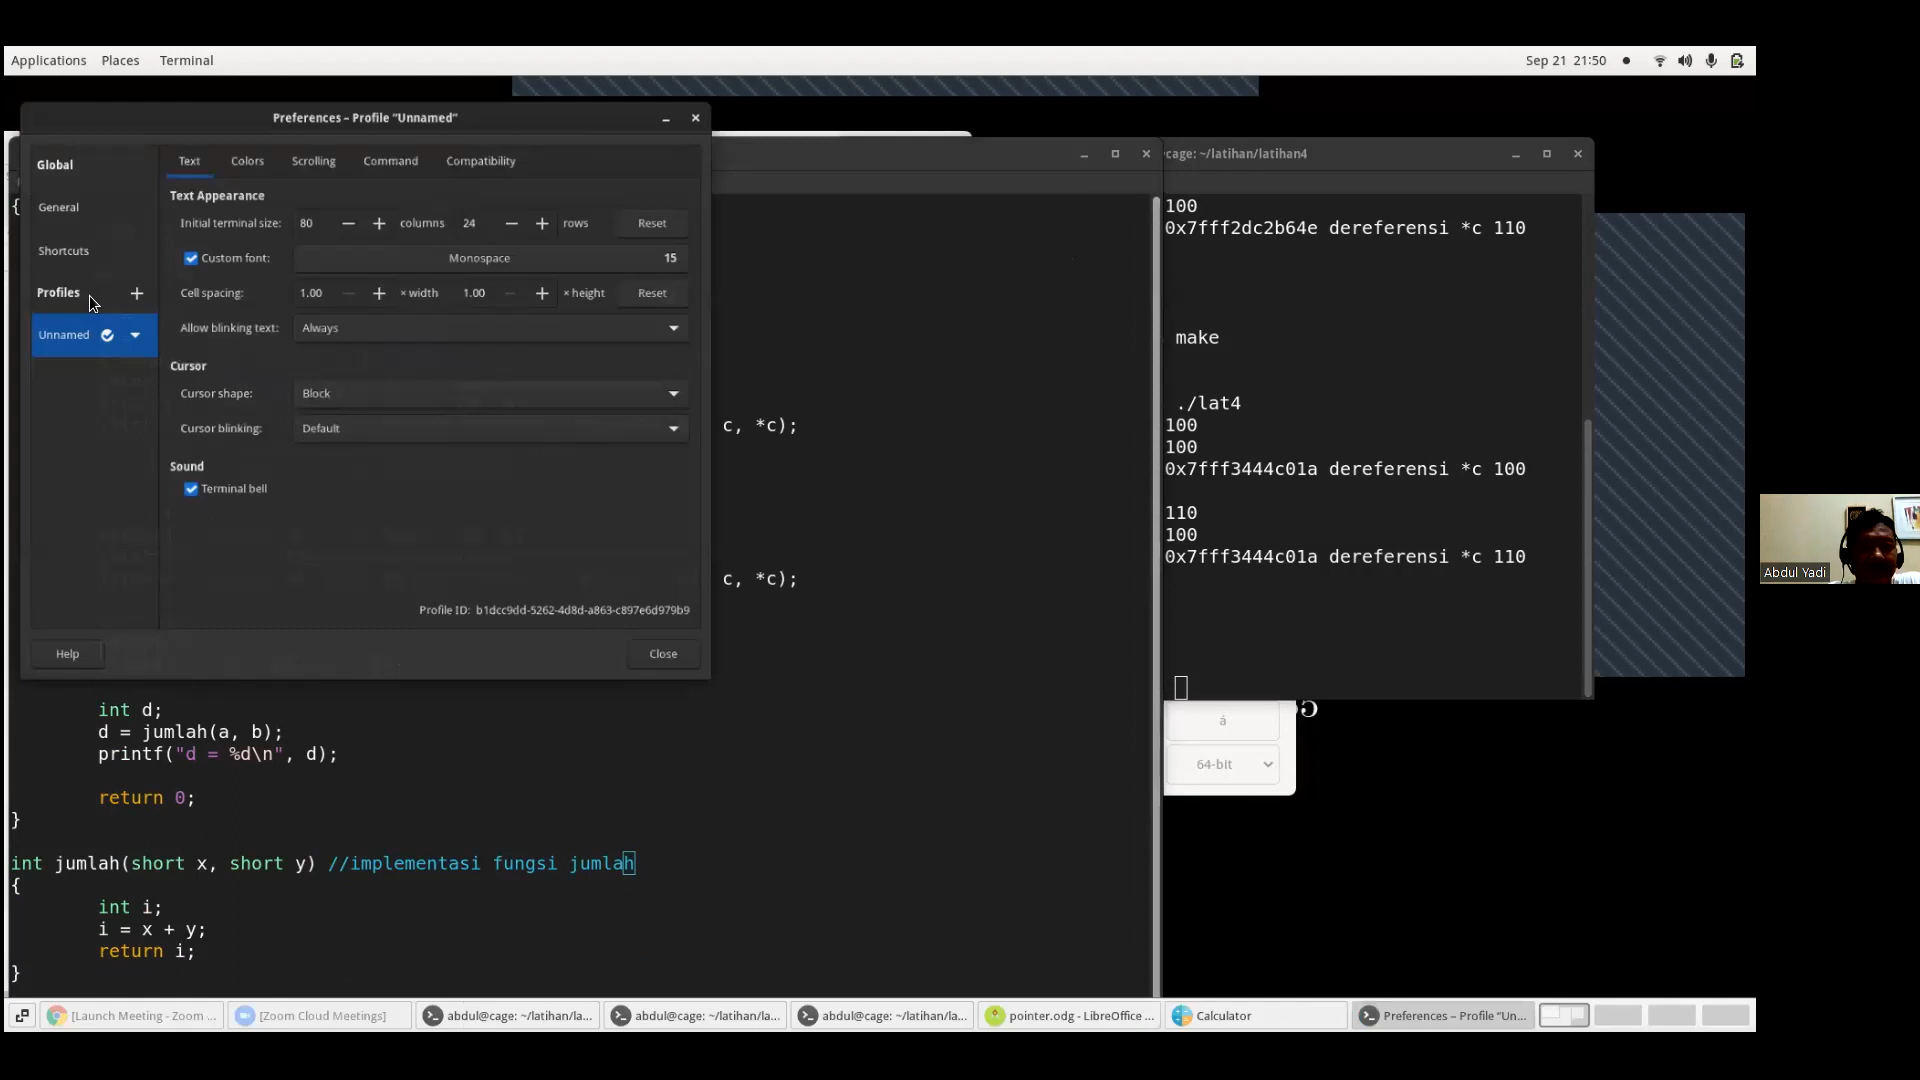 Applications Places Terminal
Sep 21 21:50
Preferences – Profile “Unnamed”
Global
General
Shortcuts
Profiles
Unnamed
Text Colors Scrolling Command Compatibility
Text Appearance
Initial terminal size: 80 — + columns 24 — + rows Reset
Custom font: Monospace 15
Cell spacing: 1.00 — + × width 1.00 — + × height Reset
Allow blinking text: Always
Cursor
Cursor shape: Block
Cursor blinking: Default
Sound
Terminal bell
Profile ID: b1dcc9dd-5262-4d8d-a863-c897e6d979b9
Help
Close
{
c, *c);
c, *c);
int d;
d = jumlah(a, b);
printf("d = %d\n", d);
return 0;
}
int jumlah(short x, short y) //implementasi fungsi jumlah
{
int i;
i = x + y;
return i;
}
cage: ~/latihan/latihan4
100
0x7fff2dc2b64e dereferensi *c 110
make
./lat4
100
100
0x7fff3444c01a dereferensi *c 100
110
100
0x7fff3444c01a dereferensi *c 110
á
64-bit
Abdul Yadi
[Launch Meeting - Zoom ...
[Zoom Cloud Meetings]
abdul@cage: ~/latihan/la...
abdul@cage: ~/latihan/la...
abdul@cage: ~/latihan/la...
pointer.odg - LibreOffice ...
Calculator
Preferences – Profile “Un...